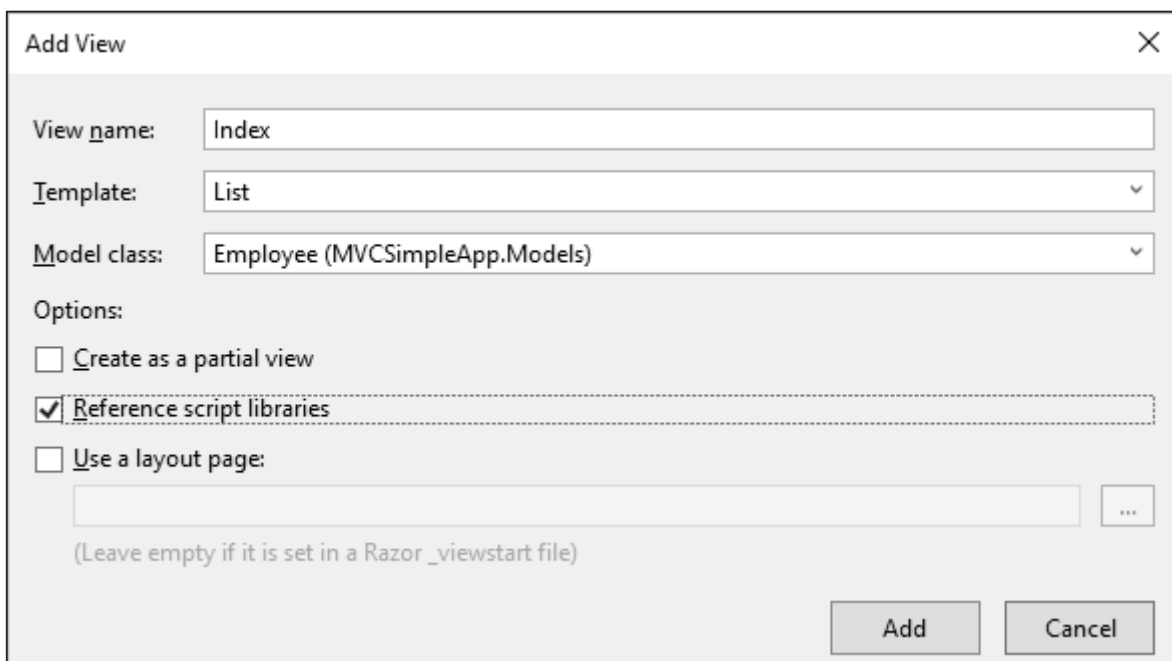 Add View
View name: Index
Template: List
Model class: Employee (MVCSimpleApp.Models)
Options:
Create as a partial view
Reference script libraries
Use a layout page:
...
(Leave empty if it is set in a Razor _viewstart file)
Add Cancel